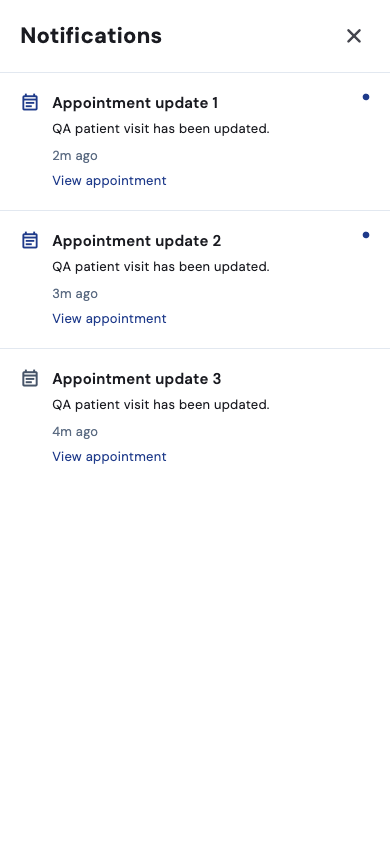 Notifications
Appointment update 1
QA patient visit has been updated.
2m ago
View appointment
Appointment update 2
QA patient visit has been updated.
3m ago
View appointment
Appointment update 3
QA patient visit has been updated.
4m ago
View appointment